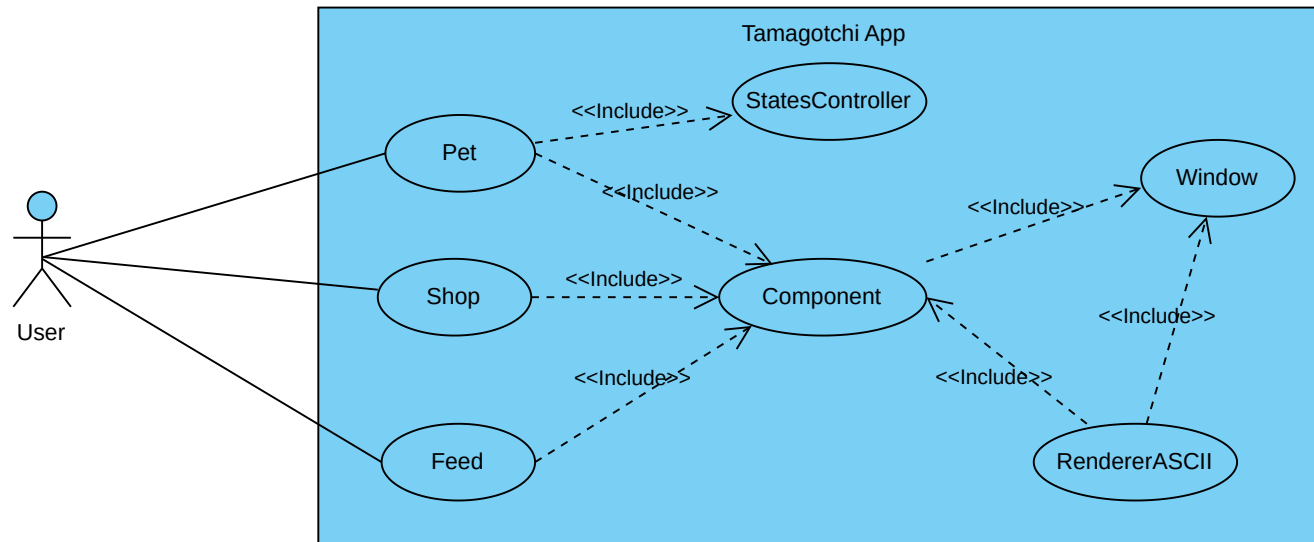 Tamagotchi App
StatesController
<<Include>>
Pet
Window
<<Include>>
<<Include>>
<<Include>>
Shop
Component
<<Include>>
User
<<Include>>
<<Include>>
Feed
RendererASCII